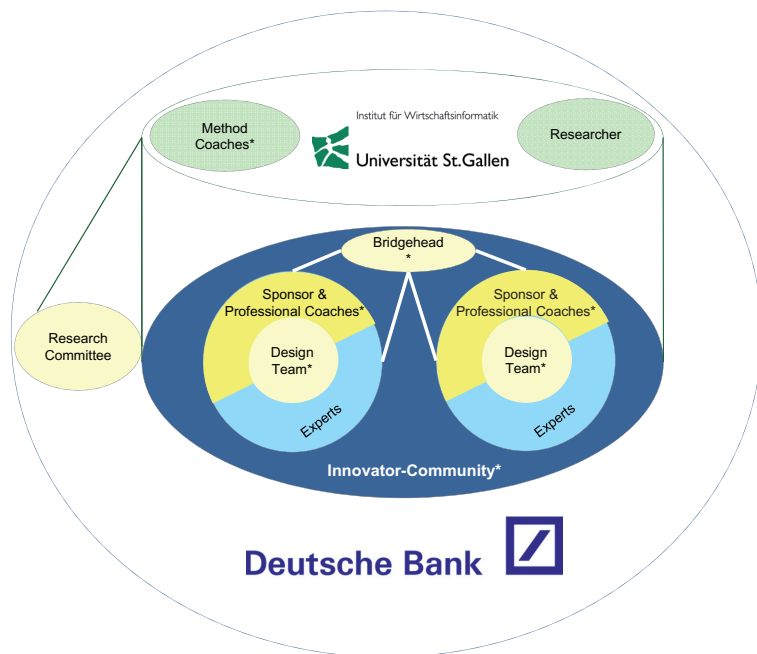 Institut für Wirtschaftsinformatik
Method
Coaches*
Researcher
Universität St.Gallen
Bridgehead
*
Sponsor &
Professional Coaches*
Sponsor &
Professional Coaches*
Research
Committee
Design
Team*
Design
Team*
Experts
Experts
Innovator-Community*
Deutsche Bank